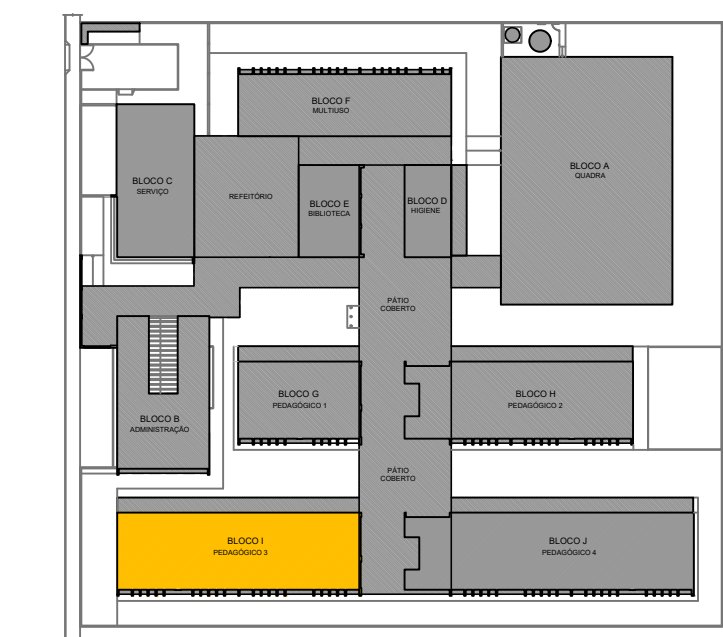 BLOCO F
MULTIUSO
BLOCO A
QUADRA
BLOCO C
SERVIÇO
REFEITÓRIO
BLOCO E
BIBLIOTECA
BLOCO D
HIGIENE
PÁTIO
COBERTO
BLOCO G
PEDAGÓGICO 1
BLOCO H
PEDAGÓGICO 2
BLOCO B
ADMINISTRAÇÃO
PÁTIO
COBERTO
BLOCO I
PEDAGÓGICO 3
BLOCO J
PEDAGÓGICO 4